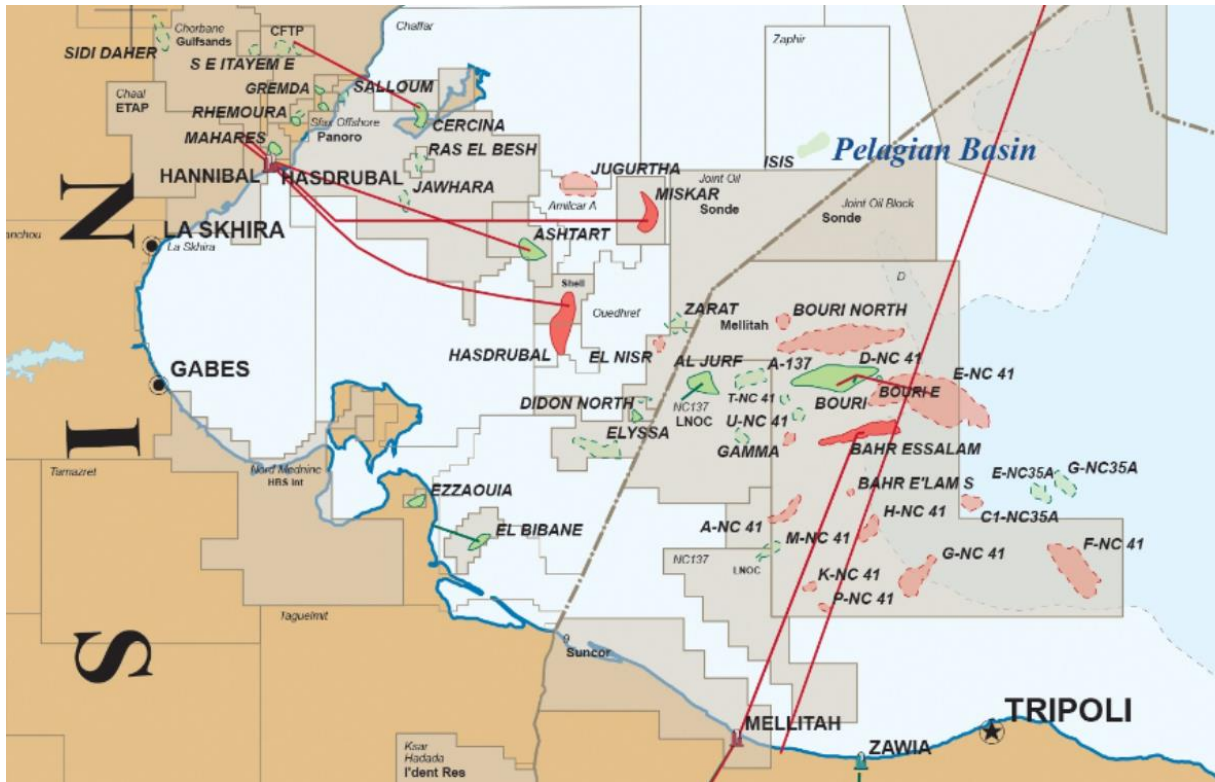 Chorbane
Gulfsands
CFTP
Chaffar
Zaphir
SIDI DAHER
S E ITAYEM E
GREMDA
SALLOUM
Chaal
ETAP
RHEMOURA
Sfax Offshore
Panoro
CERCINA
MAHARES
RAS EL BESH
ISIS
Pelagian Basin
HANNIBAL
HASDRUBAL
JAWHARA
JUGURTHA
MISKAR
Joint Oil
Sonde
Joint Oil Block
Sonde
Amilcar A
N
LA SKHIRA
La Skhira
ASHTART
Shell
Ouedhref
D
ZARAT
Mellitah
BOURI NORTH
HASDRUBAL
EL NISR
AL JURF
A-137
D-NC 41
E-NC 41
GABES
DIDON NORTH
NC137
LNOC
T-NC 41
BOURI
BOURI E
U-NC 41
ELYSSA
GAMMA
BAHR ESSALAM
I
Tamazret
Nord Mednine
HBS Int
EZZAOUIA
BAHR E'LAM S
E-NC35A
G-NC35A
EL BIBANE
A-NC 41
H-NC 41
C1-NC35A
M-NC 41
F-NC 41
NC137
LNOC
G-NC 41
K-NC 41
P-NC 41
Taguelmit
S
Suncor
TRIPOLI
MELLITAH
ZAWIA
Ksar
Hadada
I'dent Res